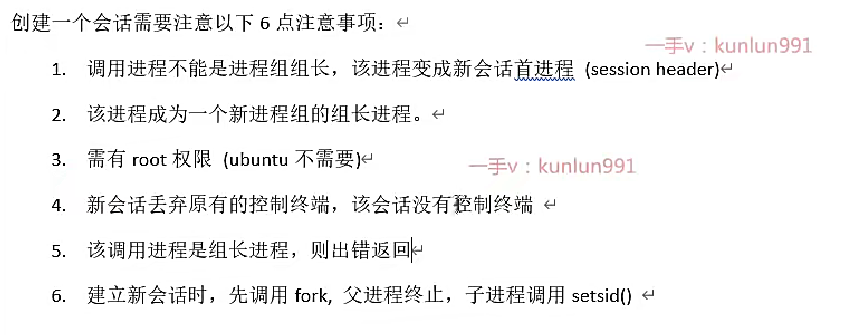 创建一个会话需要注意以下 6 点注意事项：
一手v：kunlun991
1. 调用进程不能是进程组组长，该进程变成新会话首进程 (session header)
2. 该进程成为一个新进程组的组长进程。
3. 需有 root 权限 (ubuntu 不需要)
一手v：kunlun991
4. 新会话丢弃原有的控制终端，该会话没有控制终端
5. 该调用进程是组长进程，则出错返回
6. 建立新会话时，先调用 fork, 父进程终止，子进程调用 setsid()